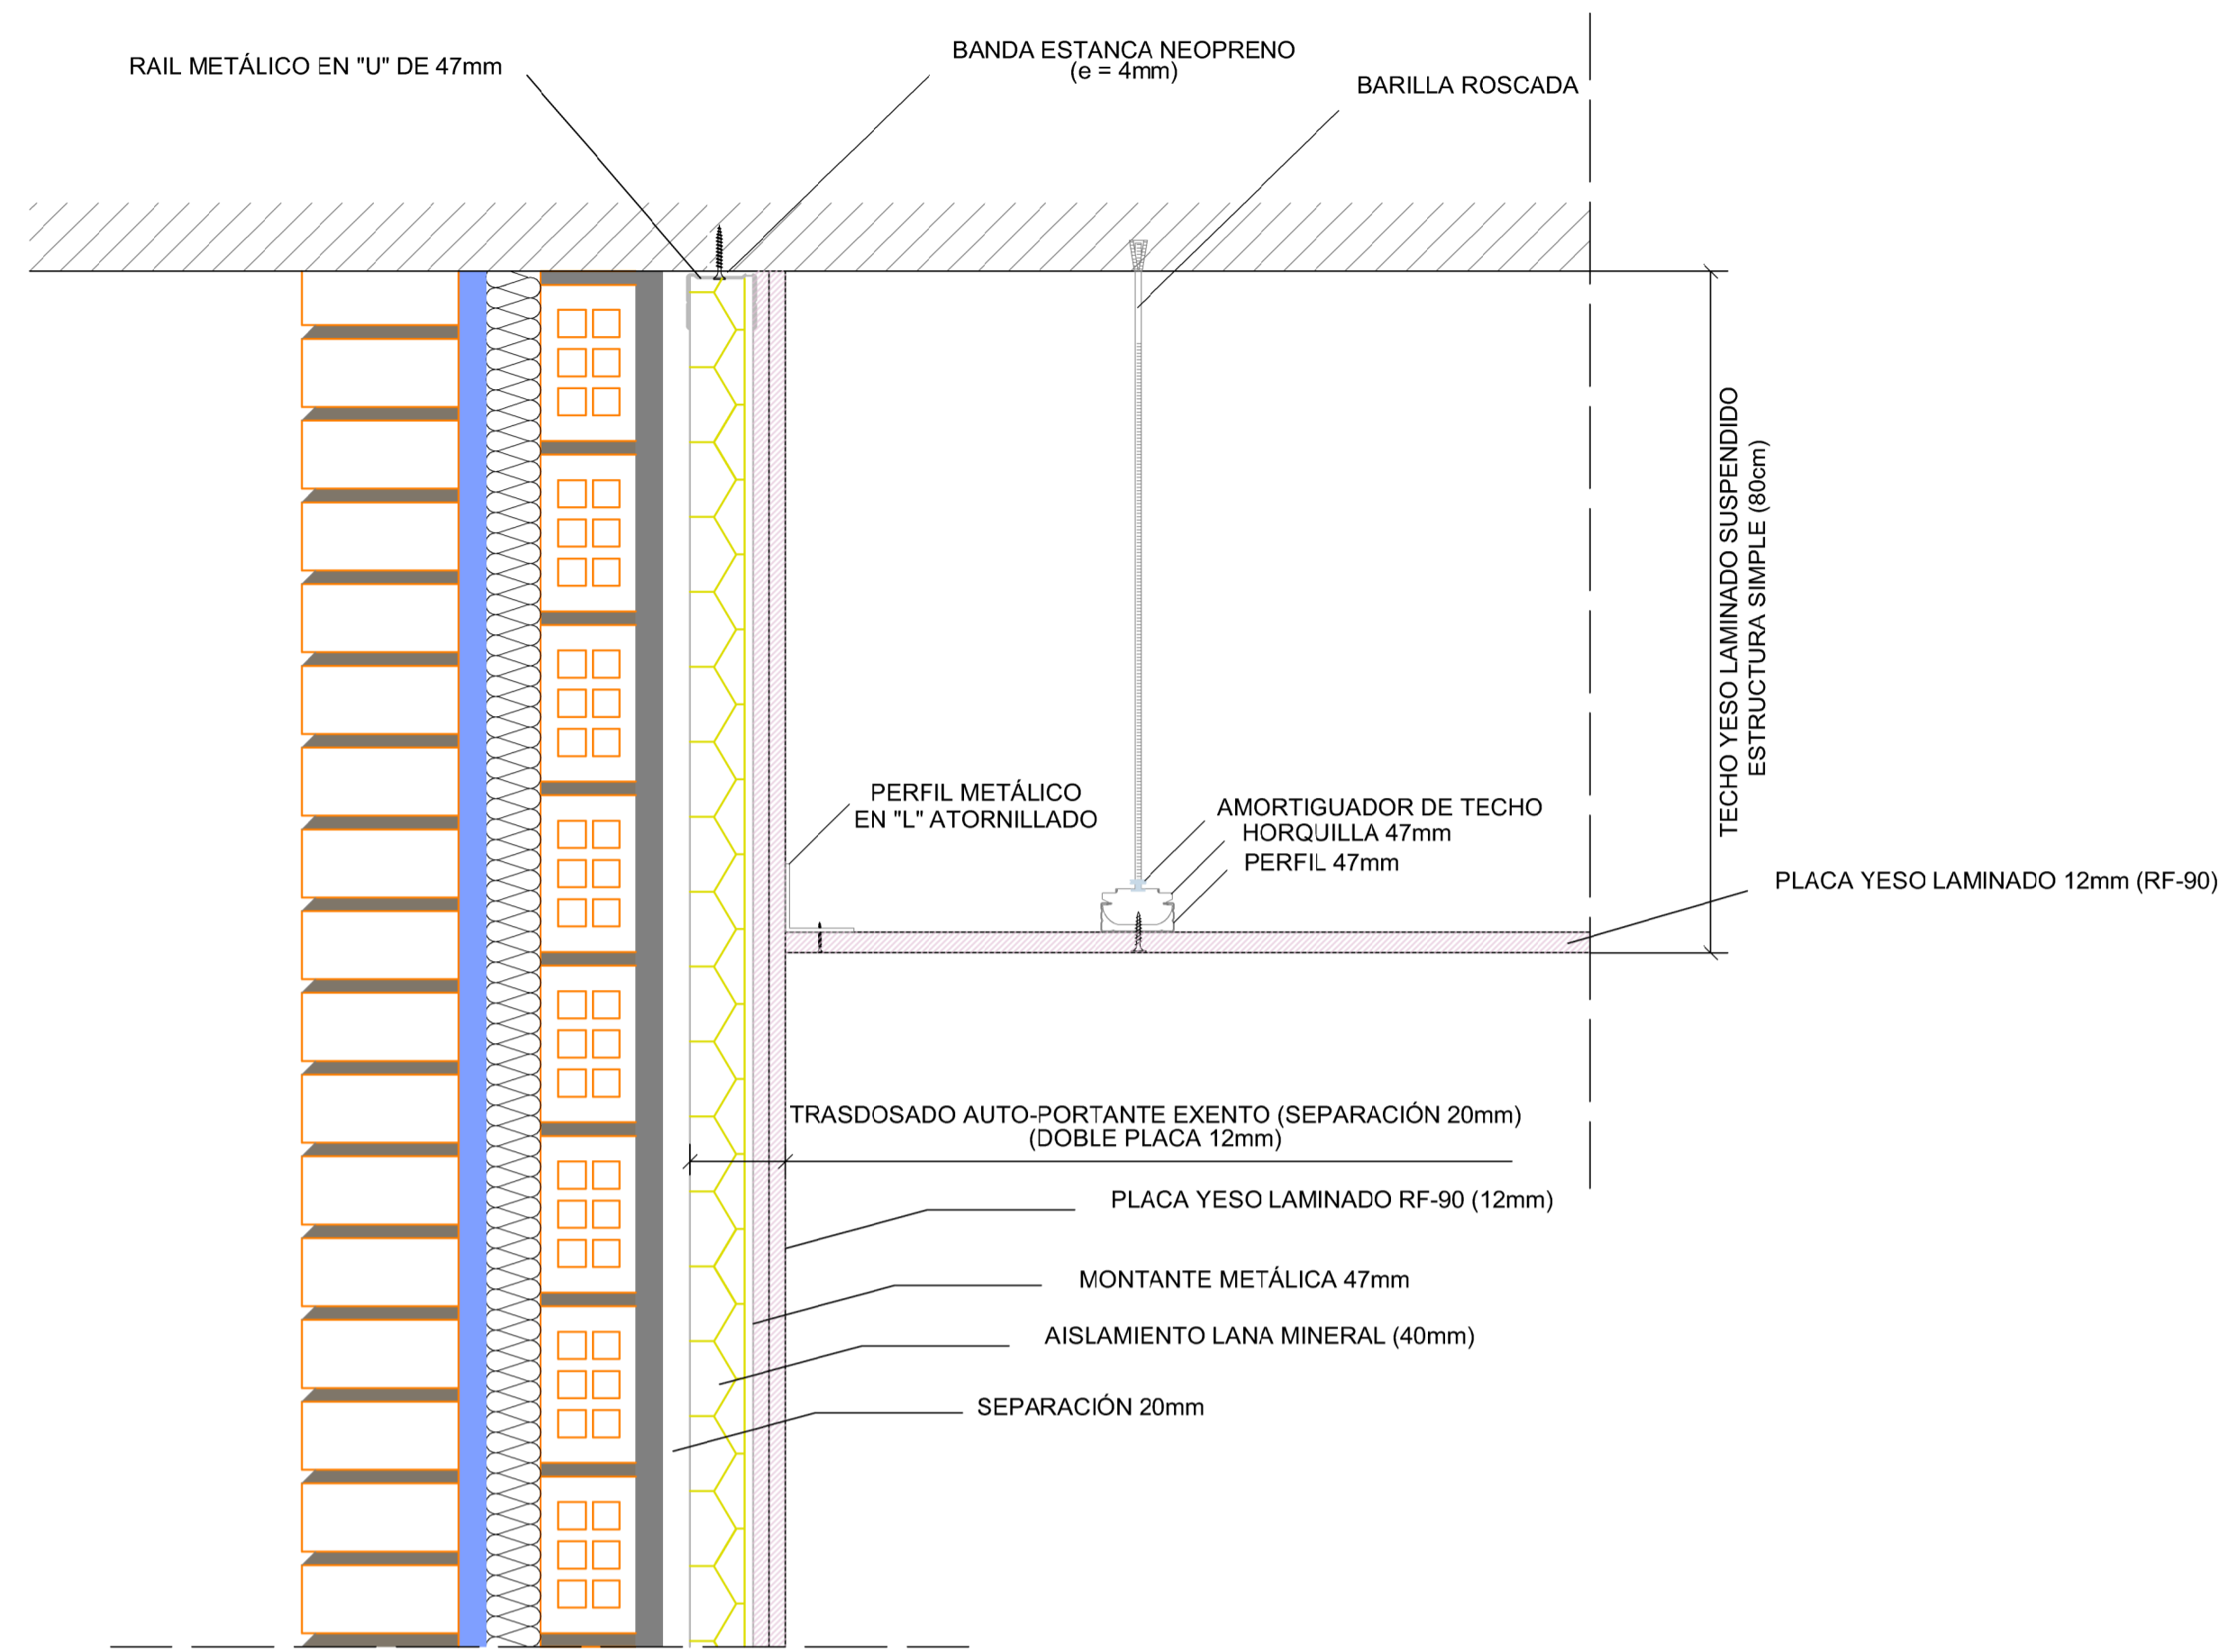 RAIL METÁLICO EN "U" DE 47mm
BANDA ESTANCA NEOPRENO
(e = 4mm)
BARILLA ROSCADA
TECHO YESO LAMINADO SUSPENDIDO
ESTRUCTURA SIMPLE (80cm)
PERFIL METÁLICO
EN "L" ATORNILLADO
AMORTIGUADOR DE TECHO
HORQUILLA 47mm
PERFIL 47mm
PLACA YESO LAMINADO 12mm (RF-90)
TRASDOSADO AUTO-PORTANTE EXENTO (SEPARACIÓN 20mm)
(DOBLE PLACA 12mm)
PLACA YESO LAMINADO RF-90 (12mm)
MONTANTE METÁLICA 47mm
AISLAMIENTO LANA MINERAL (40mm)
SEPARACIÓN 20mm